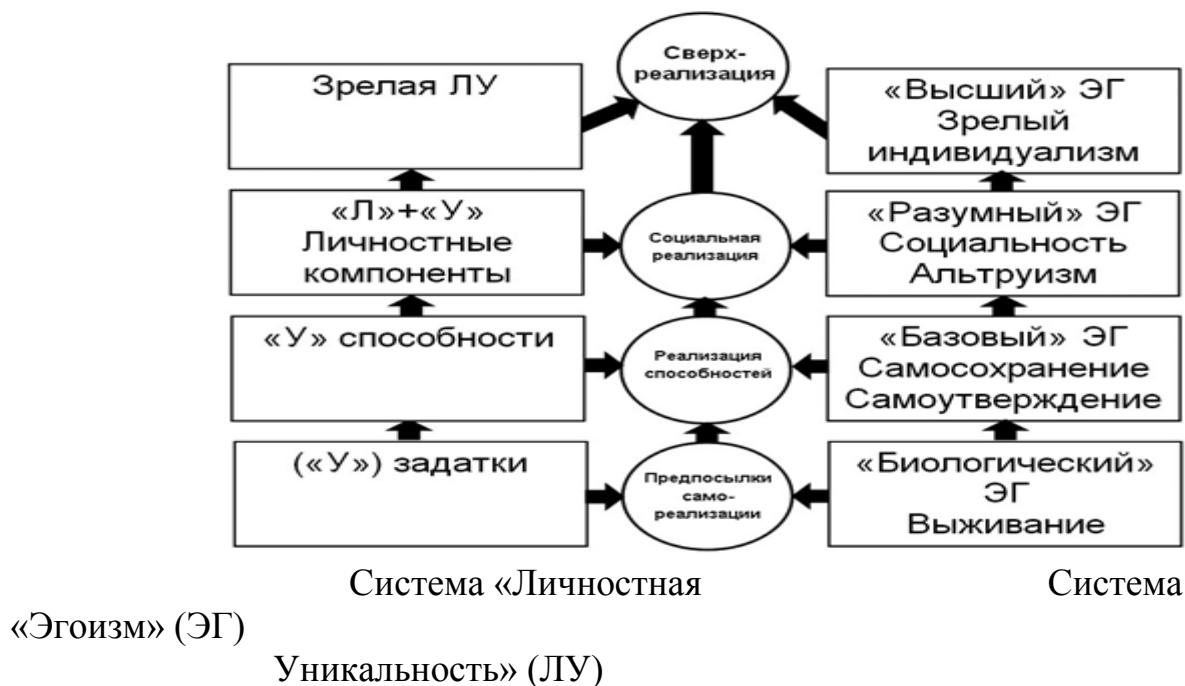 Сверх-
реализация
Зрелая ЛУ
«Высший» ЭГ
Зрелый
индивидуализм
«Л»+«У»
Личностные
компоненты
Социальная
реализация
«Разумный» ЭГ
Социальность
Альтруизм
«У» способности
Реализация
способностей
«Базовый» ЭГ
Самосохранение
Самоутверждение
(«У») задатки
Предпосылки
само-
реализации
«Биологический»
ЭГ
Выживание
Система «Личностная Система
«Эгоизм» (ЭГ)
Уникальность» (ЛУ)